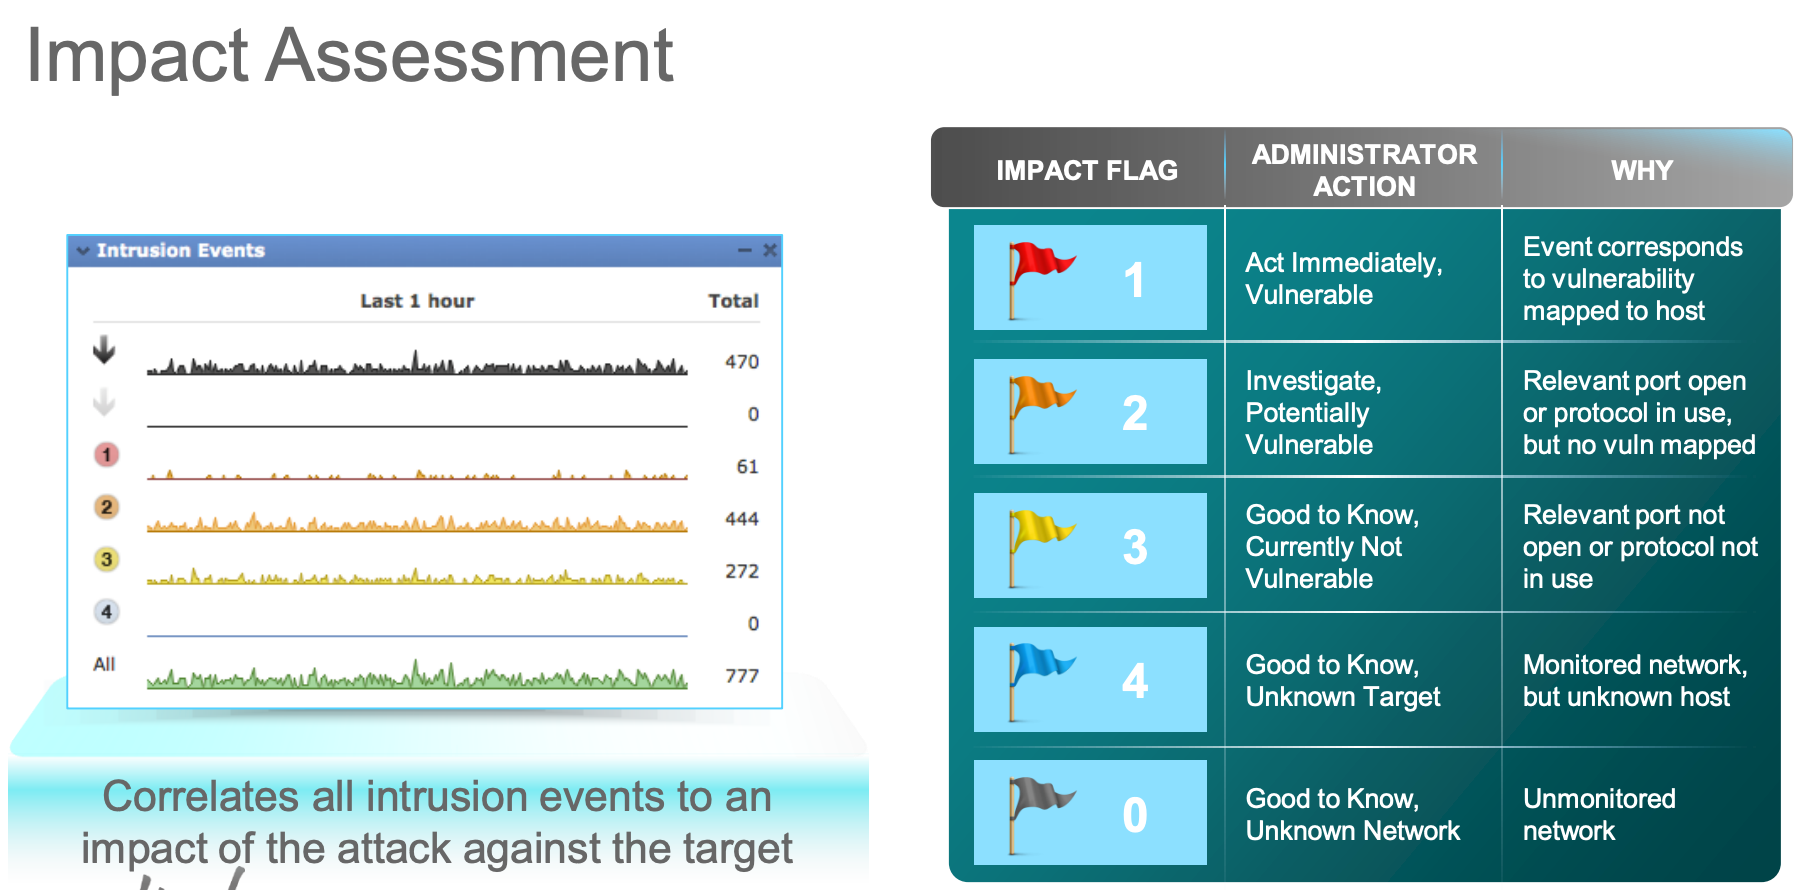 Impact Assessment
Intrusion Events
Last 1 hour Total
470
0
1 61
2 444
3 272
4 0
All 777
Correlates all intrusion events to an
impact of the attack against the target
IMPACT FLAG
ADMINISTRATOR
ACTION
WHY
1
Act Immediately,
Vulnerable
Event corresponds
to vulnerability
mapped to host
2
Investigate,
Potentially
Vulnerable
Relevant port open
or protocol in use,
but no vuln mapped
3
Good to Know,
Currently Not
Vulnerable
Relevant port not
open or protocol not
in use
4
Good to Know,
Unknown Target
Monitored network,
but unknown host
0
Good to Know,
Unknown Network
Unmonitored
network